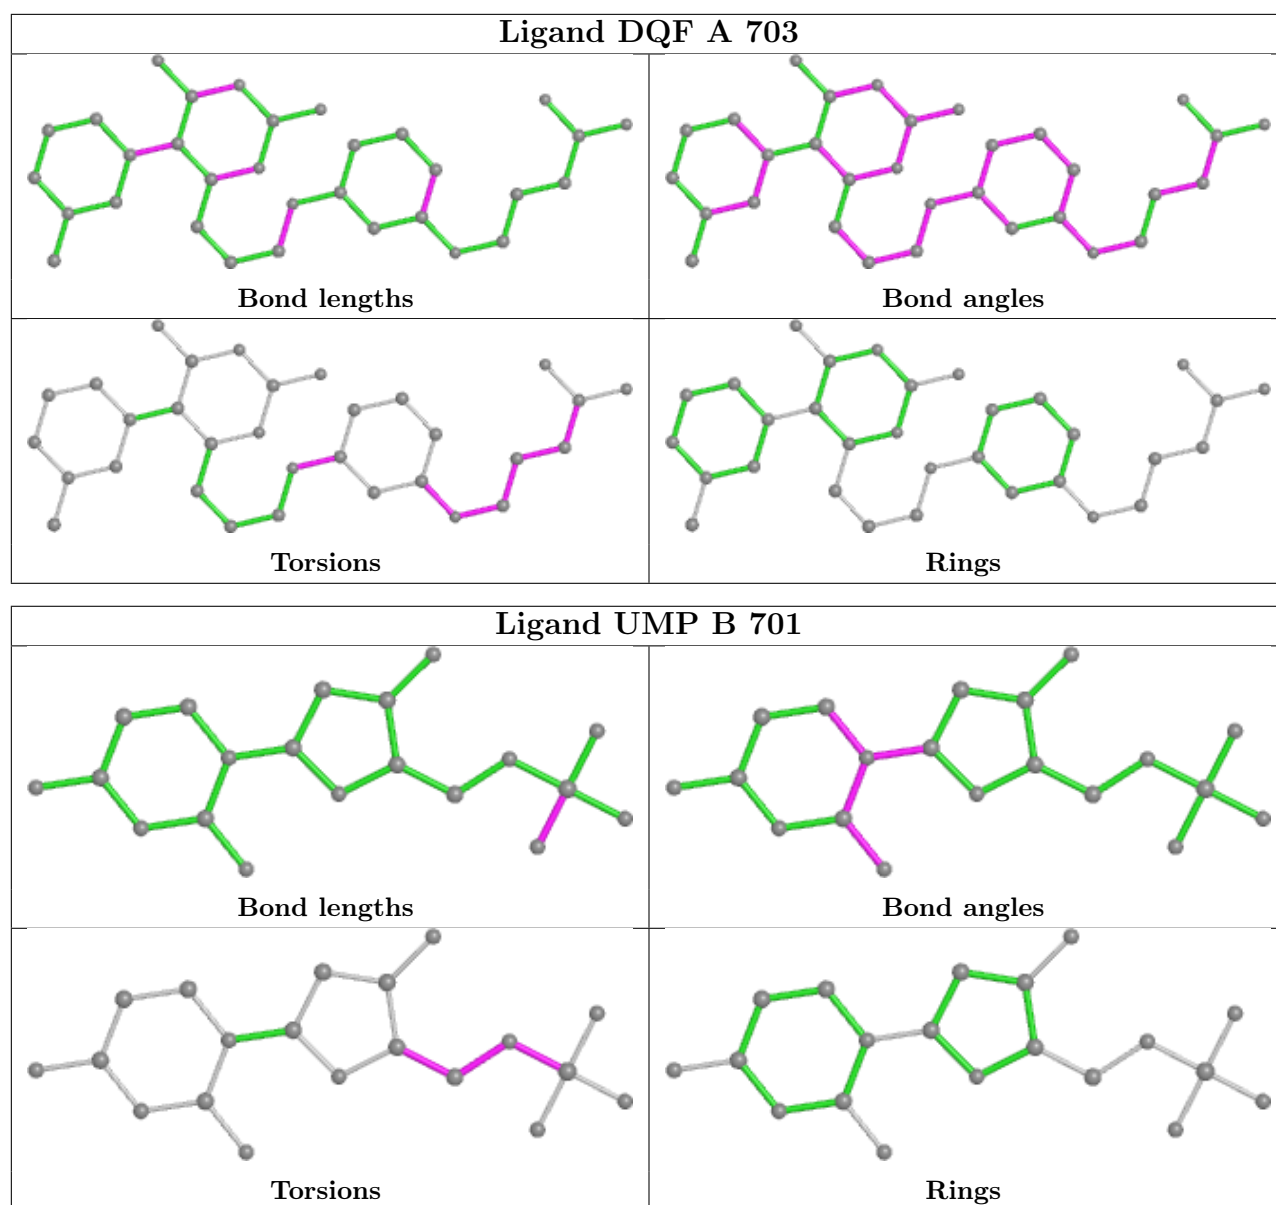 Ligand DQF A 703
Bond lengths
Bond angles
Torsions
Rings
Ligand UMP B 701
Bond lengths
Bond angles
Torsions
Rings